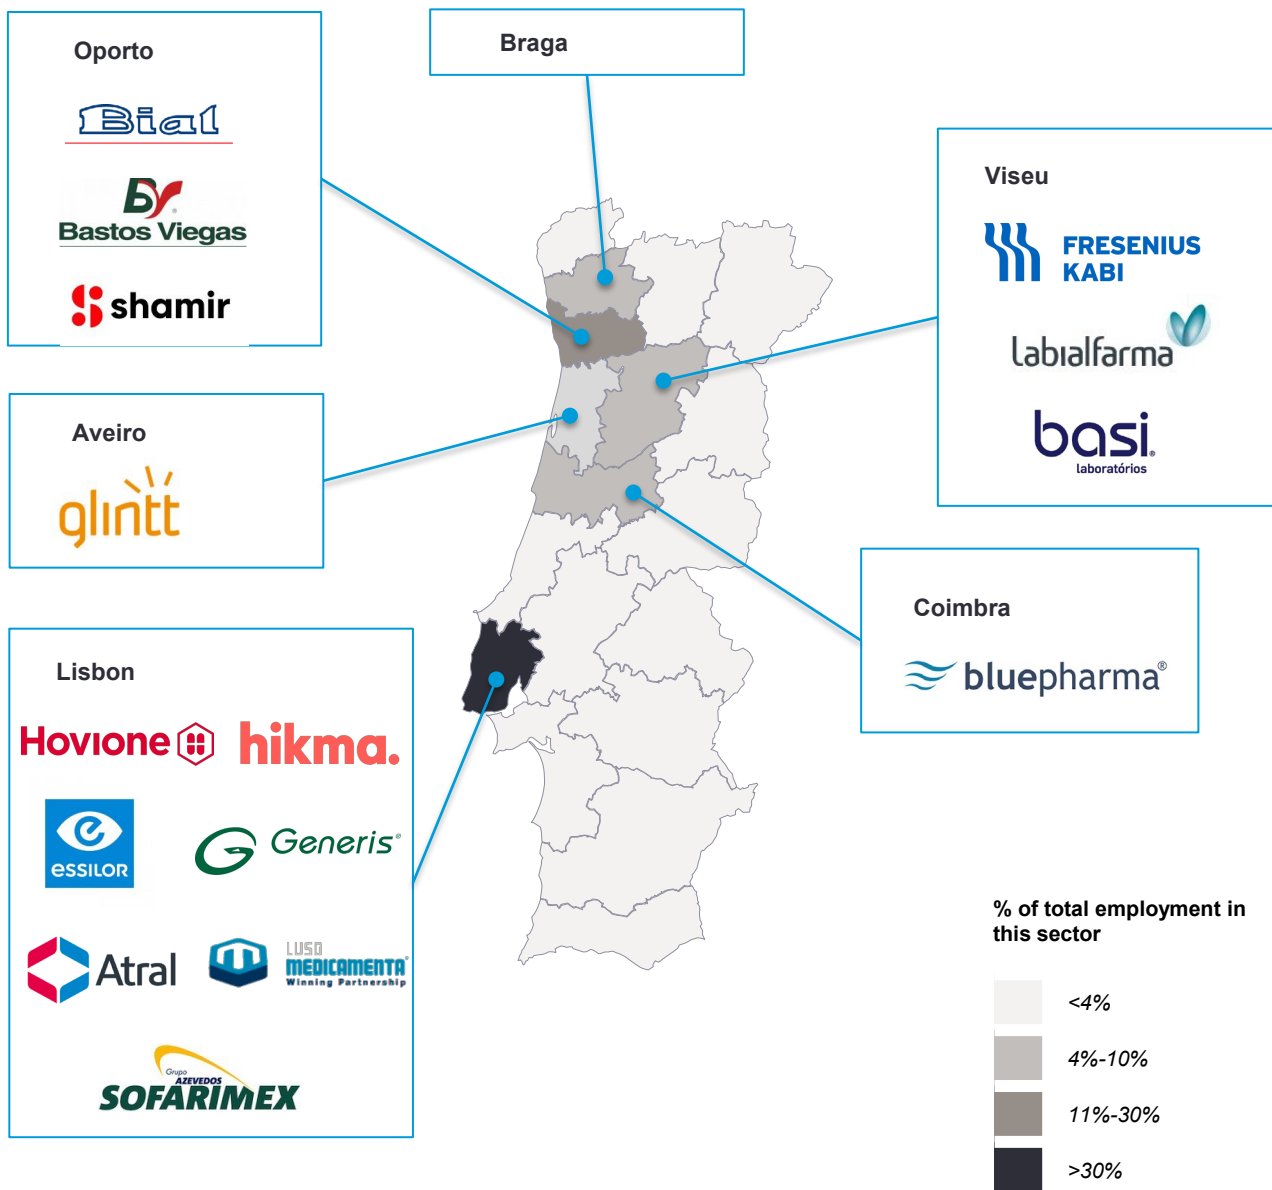 Oporto
Bial
By
Bastos Viegas
shamir
Braga
Viseu
FRESENIUS
KABI
labialfarma
basi®
laboratórios
Aveiro
glintt
Coimbra
bluepharma®
Lisbon
Hovione
hikma.
essilor
Generis®
Atral
LUSO
MEDICAMENTA®
Winning Partnership
Grupo
AZEVEDOS
SOFARIMEX
% of total employment in
this sector
<4%
4%-10%
11%-30%
>30%